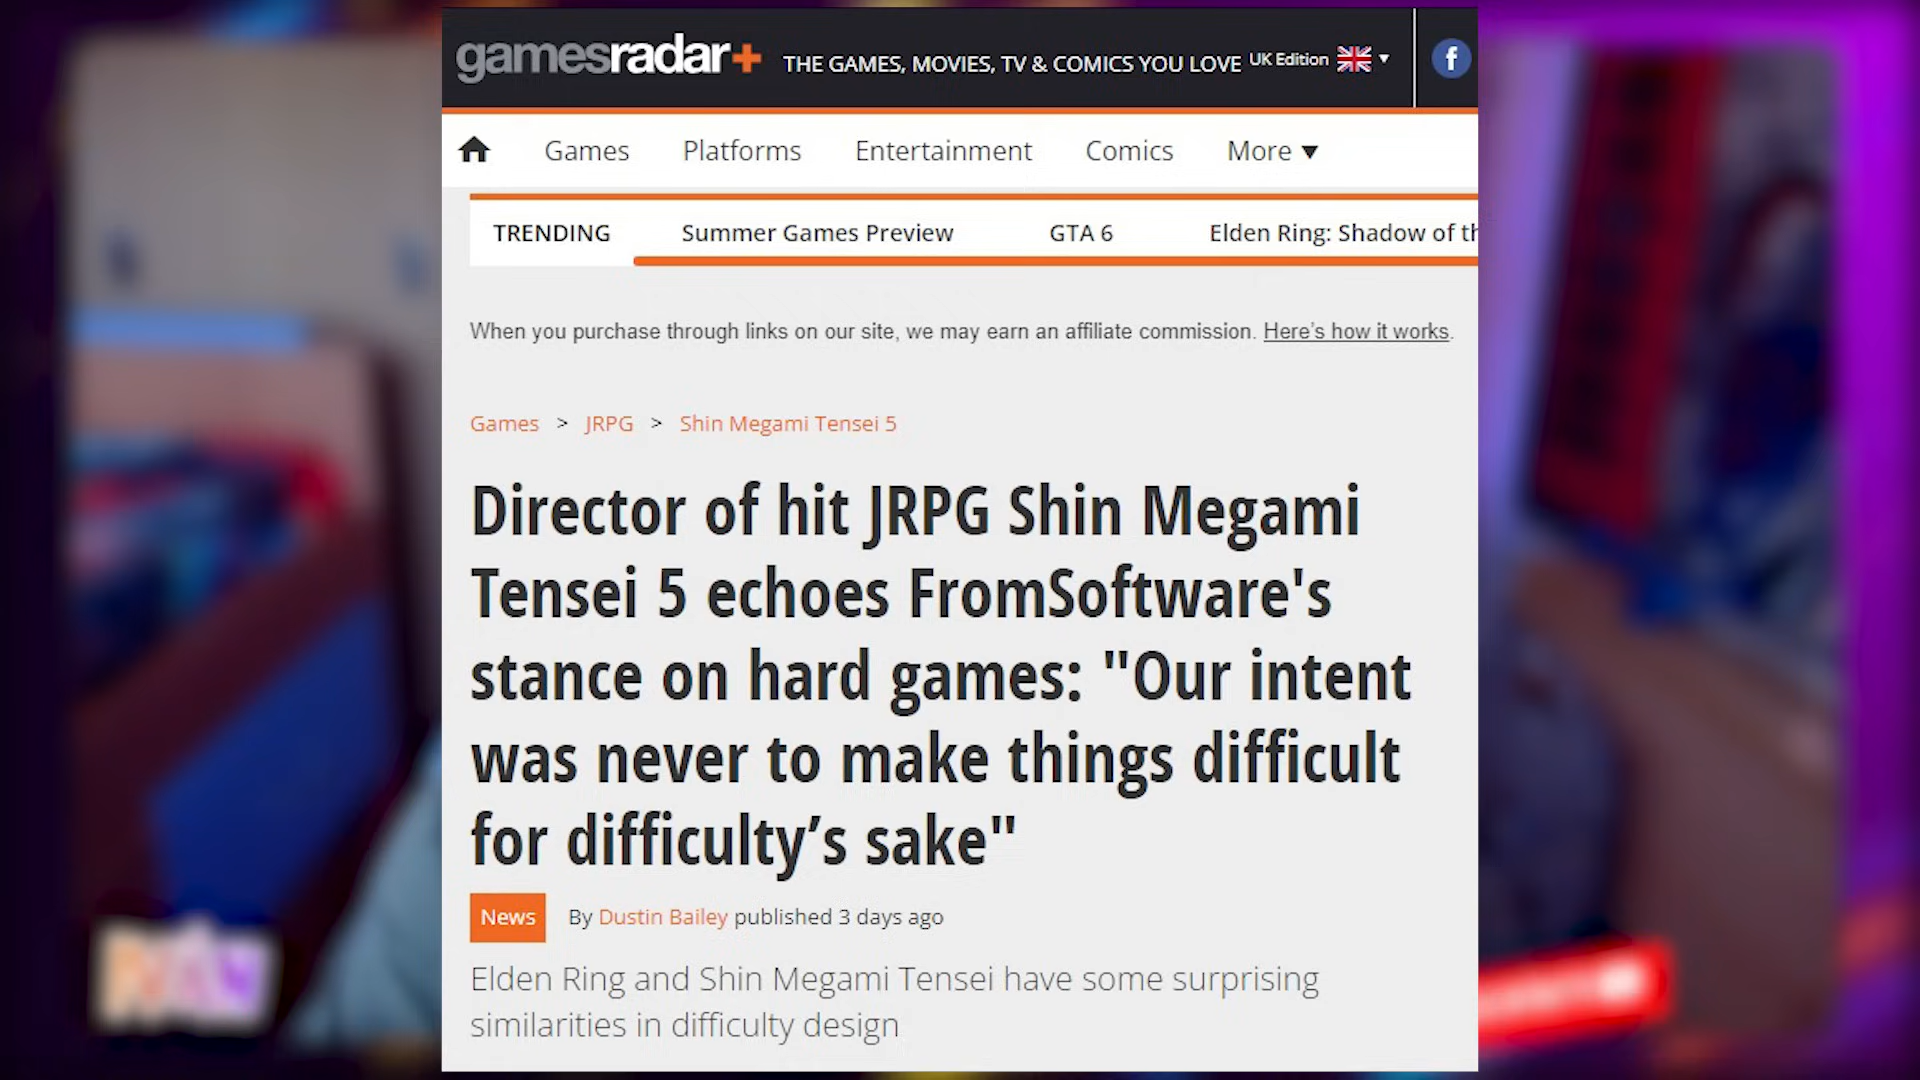 gamesradar+ THE GAMES, MOVIES, TV & COMICS YOU LOVE UK Edition
Games Platforms Entertainment Comics More
TRENDING Summer Games Preview GTA 6 Elden Ring: Shadow of th
When you purchase through links on our site, we may earn an affiliate commission. Here's how it works.
Games > JRPG > Shin Megami Tensei 5
Director of hit JRPG Shin Megami
Tensei 5 echoes FromSoftware's
stance on hard games: "Our intent
was never to make things difficult
for difficulty’s sake"
News By Dustin Bailey published 3 days ago
Elden Ring and Shin Megami Tensei have some surprising
similarities in difficulty design